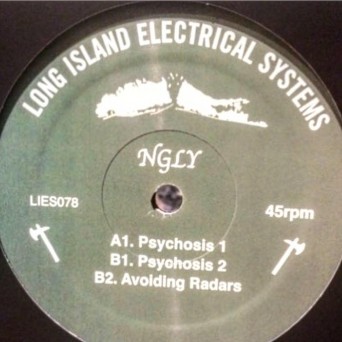 LONG ISLAND ELECTRICAL SYSTEMS
NGLY
LIES078
45rpm
A1. Psychosis 1
B1. Psychosis 2
B2. Avoiding Radars